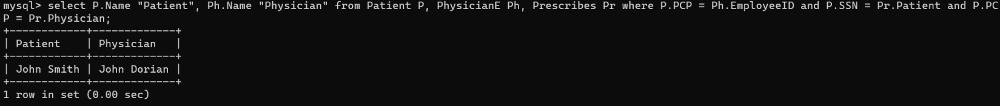 mysql> select P.Name "Patient", Ph.Name "Physician" from Patient P, PhysicianE Ph, Prescribes Pr where P.PCP = Ph.EmployeeID and P.SSN = Pr.Patient and P.PC
P = Pr.Physician;
+------------+-------------+
| Patient    | Physician   |
+------------+-------------+
| John Smith | John Dorian |
+------------+-------------+
1 row in set (0.00 sec)